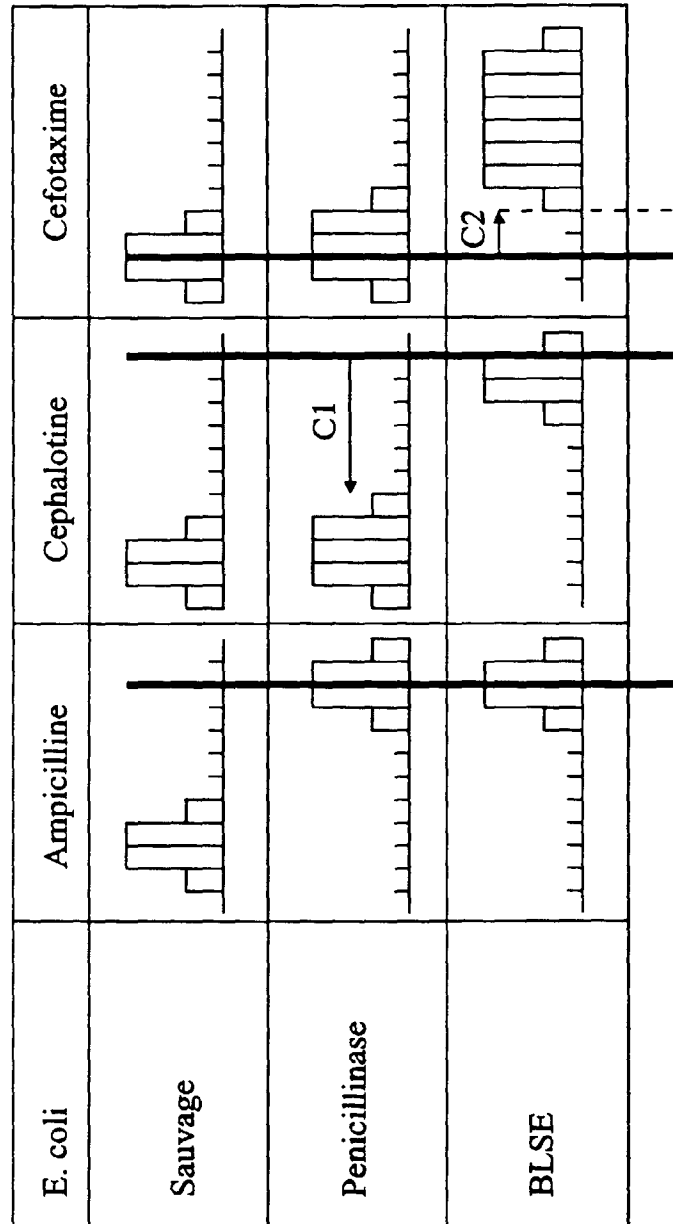 E. coli Ampicilline Cephalotine Cefotaxime
Sauvage
Penicillinase C1
BLSE C2